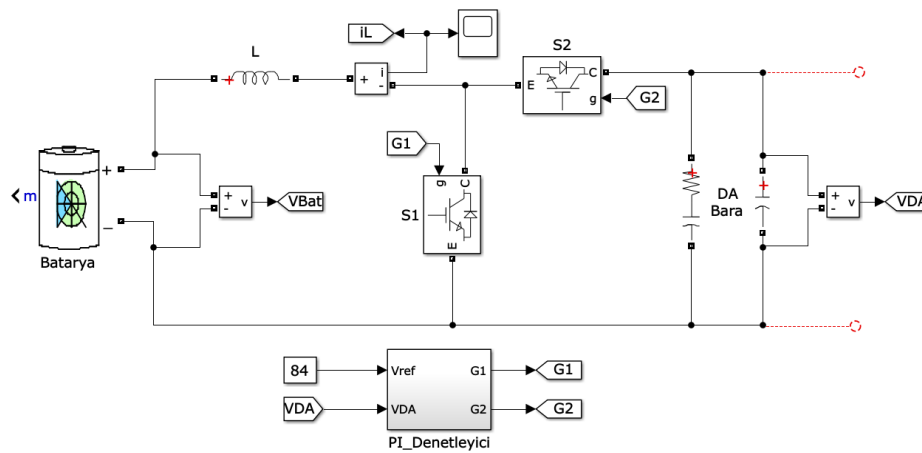 L
iL
i
+
-
S2
E
C
g
G2
G1
g
C
S1
E
+
-
v
VBat
m
+
–
Batarya
DA
Bara
+
-
v
VDA
84
VDA
Vref
VDA
G1
G2
G1
G2
PI_Denetleyici